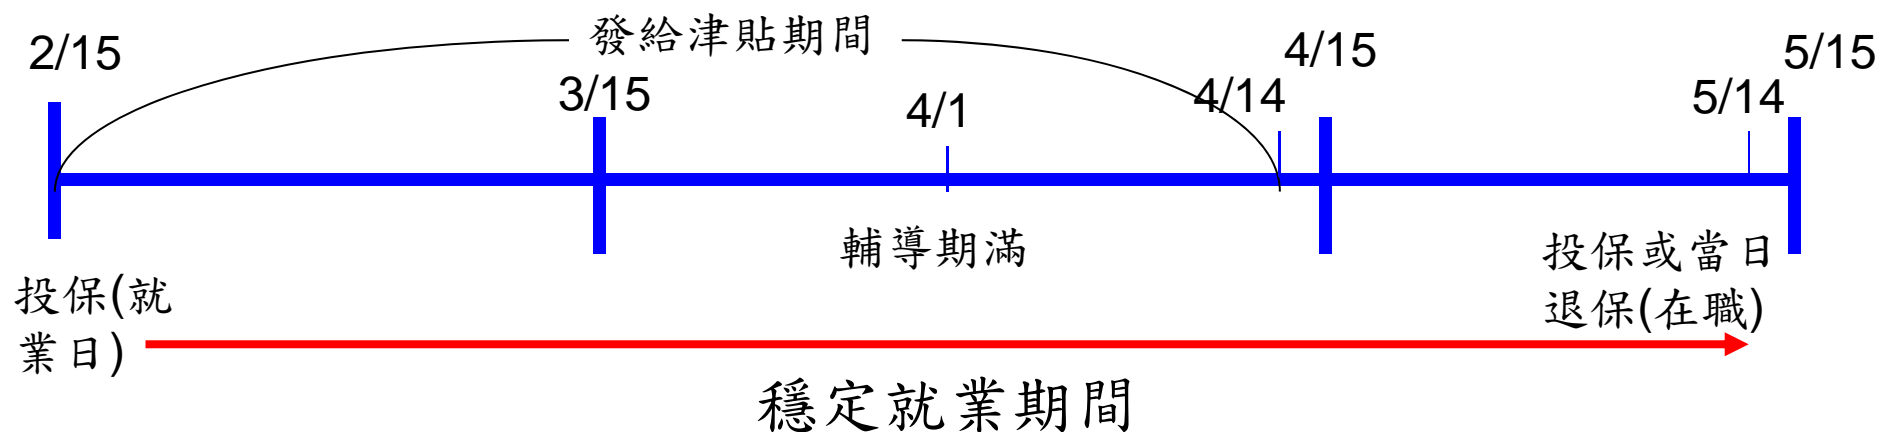 發給津貼期間
2/15
3/15
4/1
4/14
4/15
5/14
5/15
輔導期滿
投保(就
業日)
投保或當日
退保(在職)
穩定就業期間